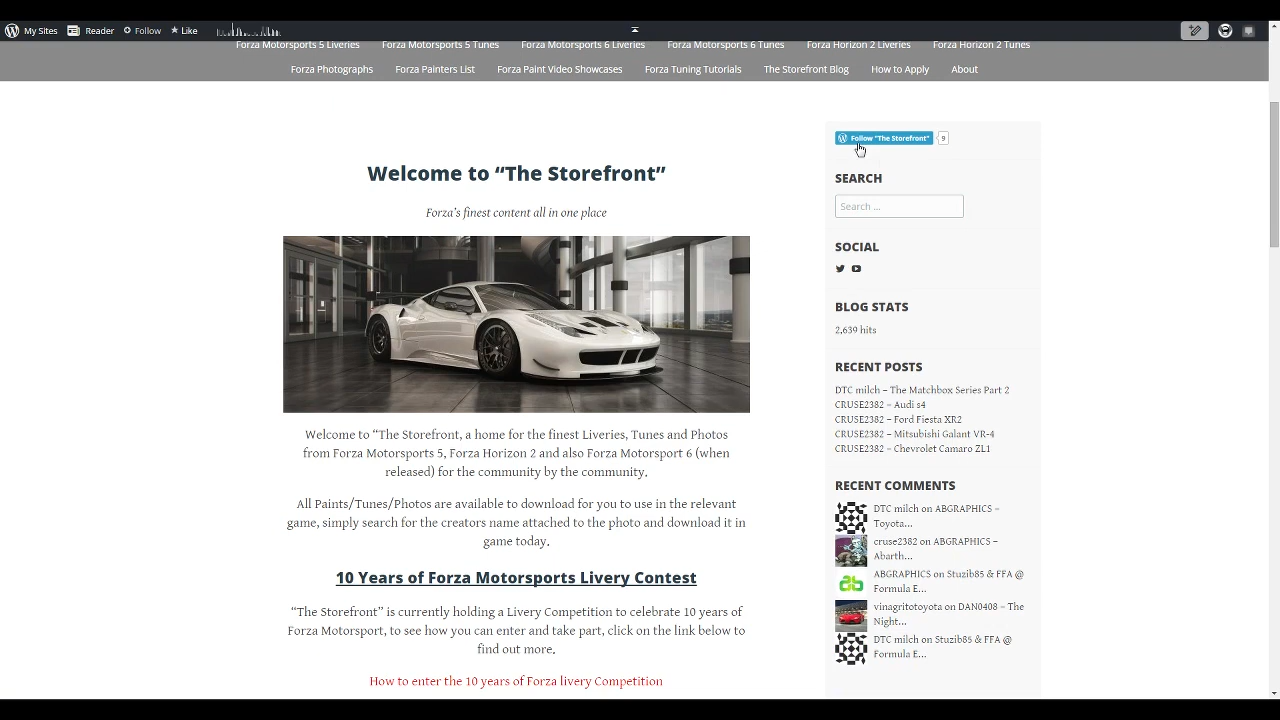 My Sites Reader Follow Like
Forza Motorsports 5 Liveries Forza Motorsports 5 Tunes Forza Motorsports 6 Liveries Forza Motorsports 6 Tunes Forza Horizon 2 Liveries Forza Horizon 2 Tunes
Forza Photographs Forza Painters List Forza Paint Video Showcases Forza Tuning Tutorials The Storefront Blog How to Apply About
Welcome to “The Storefront”
Forza's finest content all in one place
Welcome to “The Storefront, a home for the finest Liveries, Tunes and Photos
from Forza Motorsports 5, Forza Horizon 2 and also Forza Motorsport 6 (when
released) for the community by the community.
All Paints/Tunes/Photos are available to download for you to use in the relevant
game, simply search for the creators name attached to the photo and download it in
game today.
10 Years of Forza Motorsports Livery Contest
“The Storefront” is currently holding a Livery Competition to celebrate 10 years of
Forza Motorsport, to see how you can enter and take part, click on the link below to
find out more.
How to enter the 10 years of Forza livery Competition
Follow "The Storefront" 9
SEARCH
Search ...
SOCIAL
BLOG STATS
2,639 hits
RECENT POSTS
DTC milch – The Matchbox Series Part 2
CRUSE2382 – Audi s4
CRUSE2382 – Ford Fiesta XR2
CRUSE2382 – Mitsubishi Galant VR-4
CRUSE2382 – Chevrolet Camaro ZL1
RECENT COMMENTS
DTC milch on ABGRAPHICS –
Toyota...
cruse2382 on ABGRAPHICS –
Abarth...
ABGRAPHICS on Stuzib85 & FFA @
Formula E...
vinagritotoyota on DAN0408 – The
Night...
DTC milch on Stuzib85 & FFA @
Formula E...